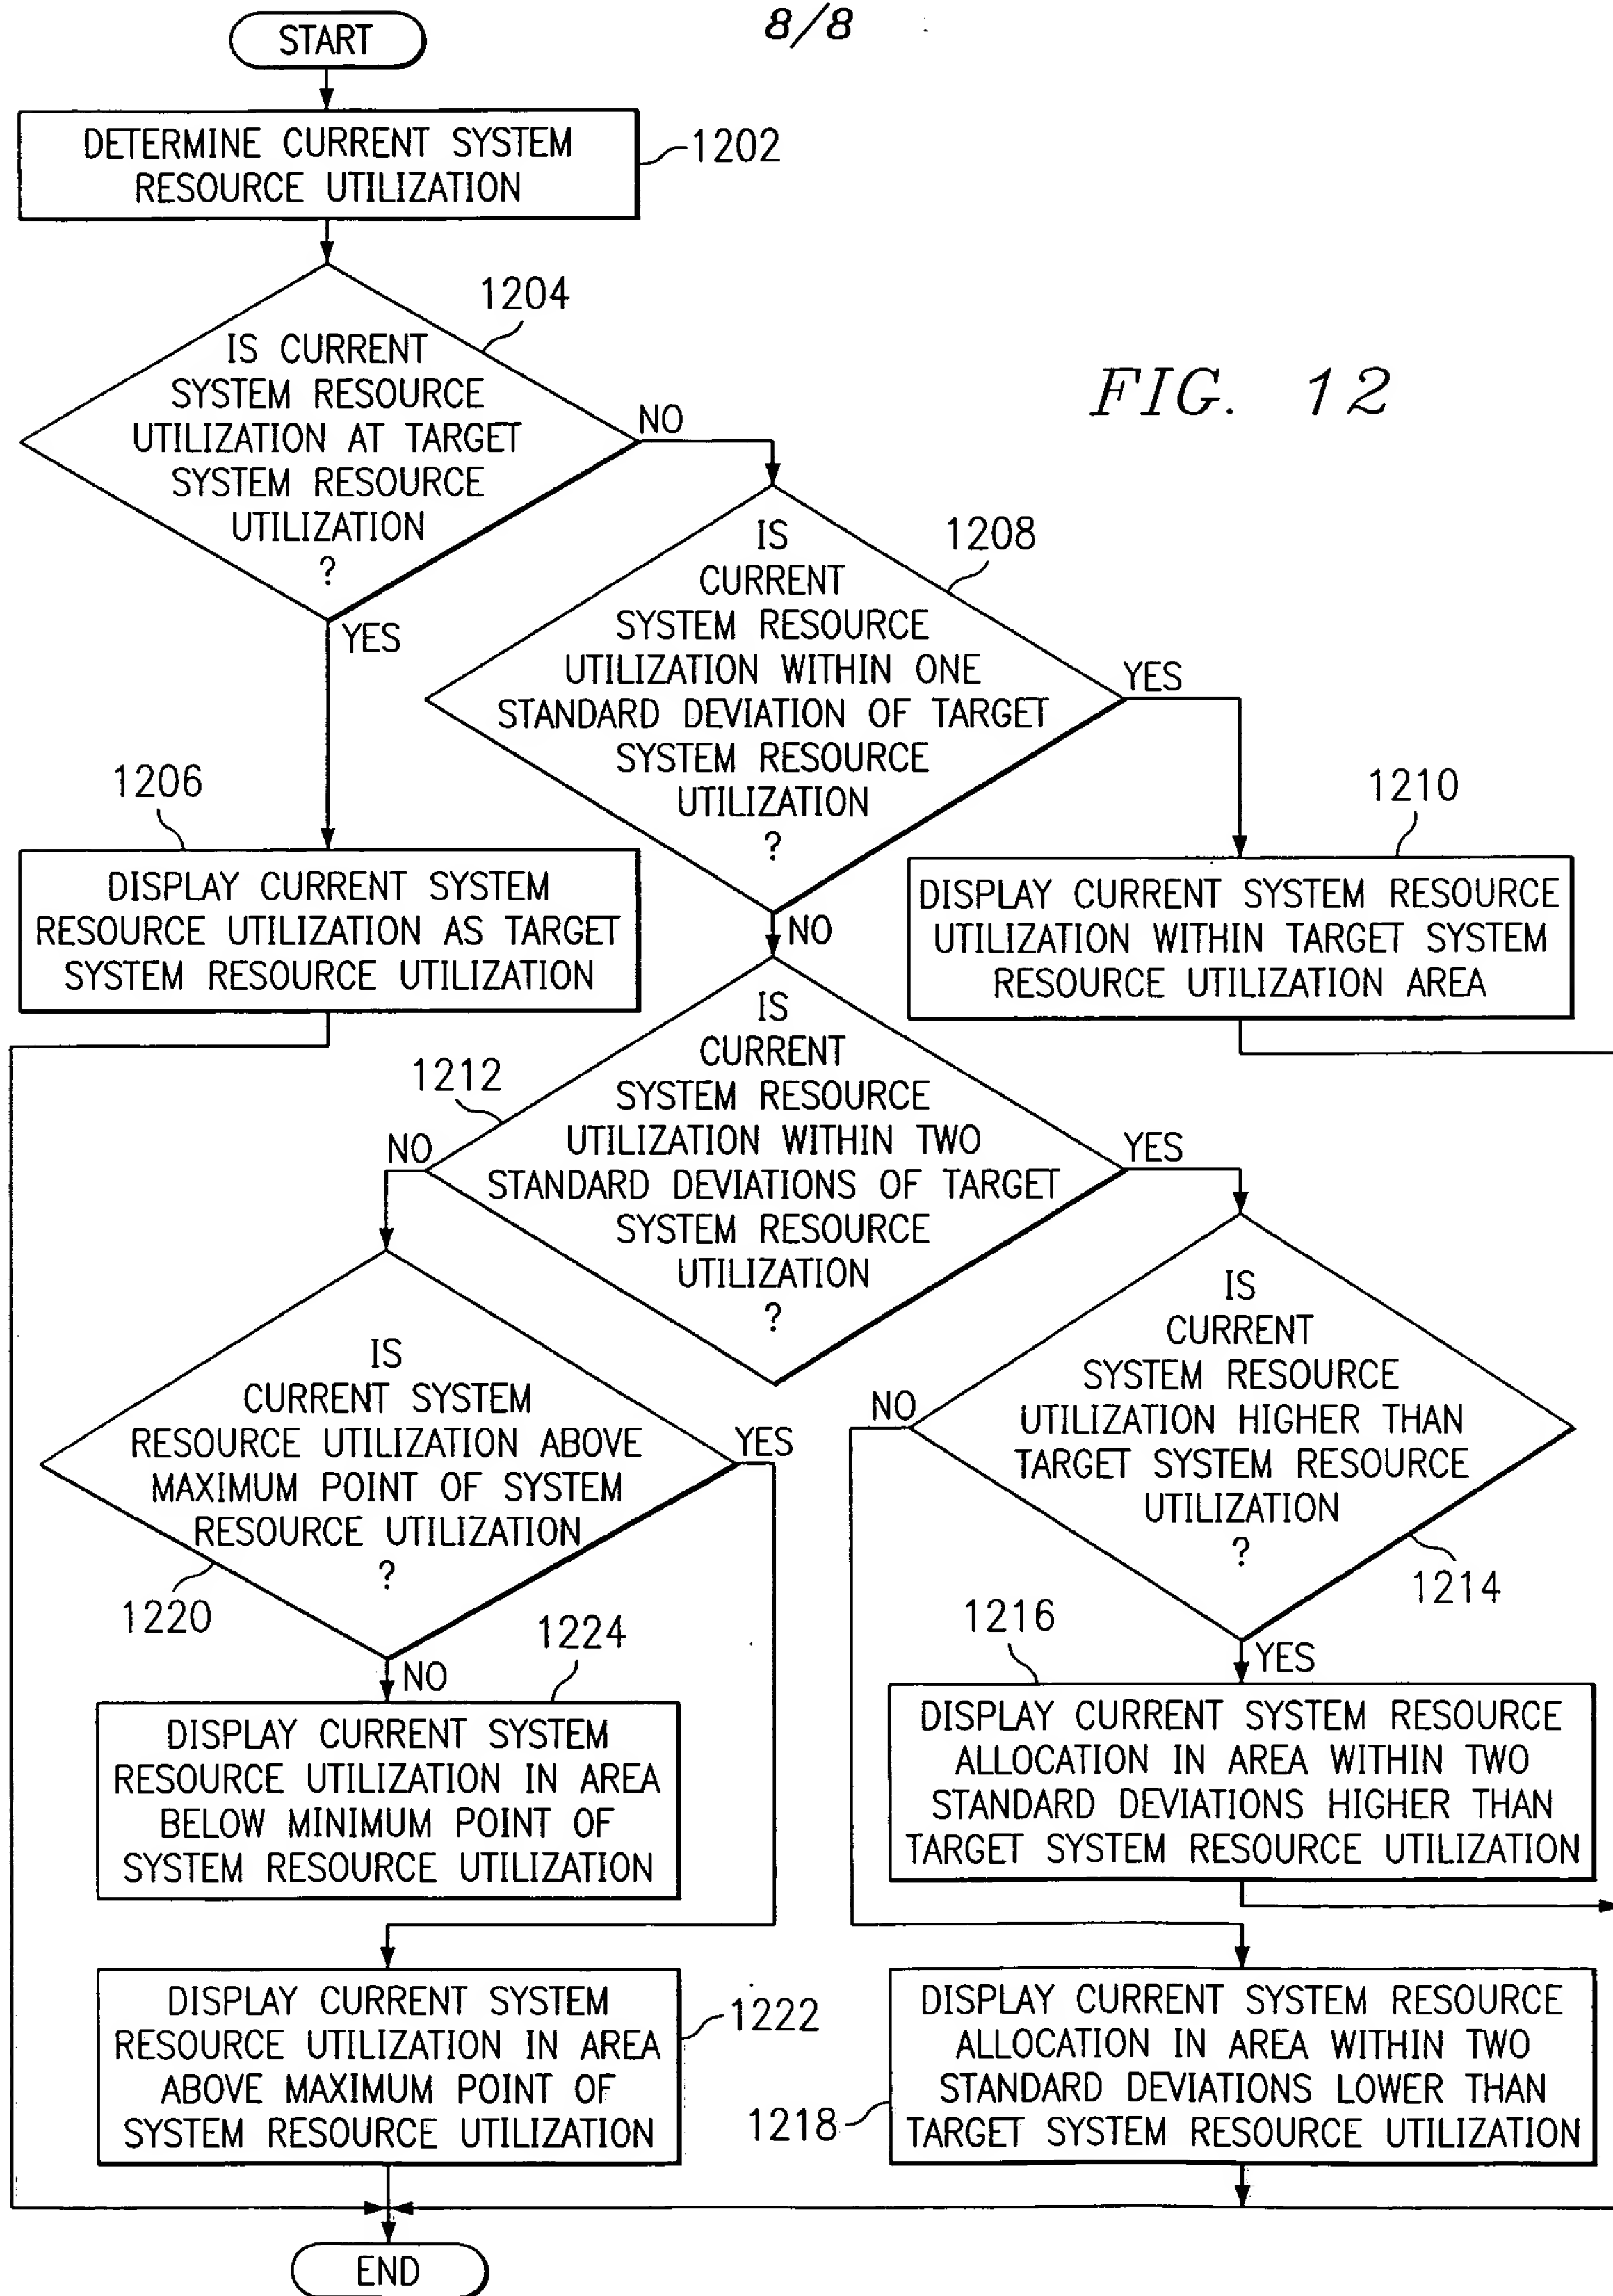 8/8
START
DETERMINE CURRENT SYSTEM
RESOURCE UTILIZATION
1202
1204
IS CURRENT
SYSTEM RESOURCE
UTILIZATION AT TARGET
SYSTEM RESOURCE
UTILIZATION
?
NO
YES
FIG. 12
1208
IS
CURRENT
SYSTEM RESOURCE
UTILIZATION WITHIN ONE
STANDARD DEVIATION OF TARGET
SYSTEM RESOURCE
UTILIZATION
?
YES
NO
1206
DISPLAY CURRENT SYSTEM
RESOURCE UTILIZATION AS TARGET
SYSTEM RESOURCE UTILIZATION
1210
DISPLAY CURRENT SYSTEM RESOURCE
UTILIZATION WITHIN TARGET SYSTEM
RESOURCE UTILIZATION AREA
1212
IS
CURRENT
SYSTEM RESOURCE
UTILIZATION WITHIN TWO
STANDARD DEVIATIONS OF TARGET
SYSTEM RESOURCE
UTILIZATION
?
NO
YES
IS
CURRENT SYSTEM
RESOURCE UTILIZATION ABOVE
MAXIMUM POINT OF SYSTEM
RESOURCE UTILIZATION
?
1220
YES
NO
IS
CURRENT
SYSTEM RESOURCE
UTILIZATION HIGHER THAN
TARGET SYSTEM RESOURCE
UTILIZATION
?
1214
NO
YES
1224
DISPLAY CURRENT SYSTEM
RESOURCE UTILIZATION IN AREA
BELOW MINIMUM POINT OF
SYSTEM RESOURCE UTILIZATION
1216
DISPLAY CURRENT SYSTEM RESOURCE
ALLOCATION IN AREA WITHIN TWO
STANDARD DEVIATIONS HIGHER THAN
TARGET SYSTEM RESOURCE UTILIZATION
DISPLAY CURRENT SYSTEM
RESOURCE UTILIZATION IN AREA
ABOVE MAXIMUM POINT OF
SYSTEM RESOURCE UTILIZATION
1222
1218
DISPLAY CURRENT SYSTEM RESOURCE
ALLOCATION IN AREA WITHIN TWO
STANDARD DEVIATIONS LOWER THAN
TARGET SYSTEM RESOURCE UTILIZATION
END